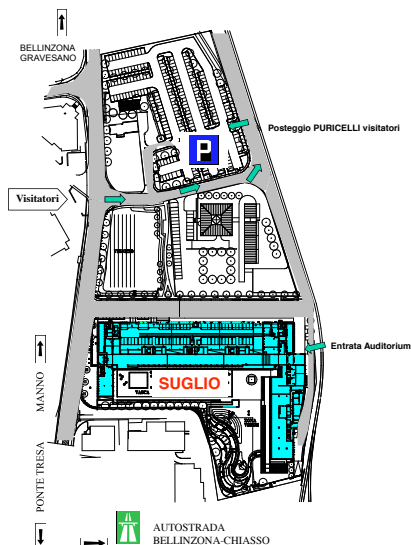 BELLINZONA
GRAVESANO
Posteggio PURICELLI visitatori
P
Visitatori
Entrata Auditorium
MANNO
SUGLIO
VASCA
PONTE TRESA
AUTOSTRADA
BELLINZONA-CHIASSO